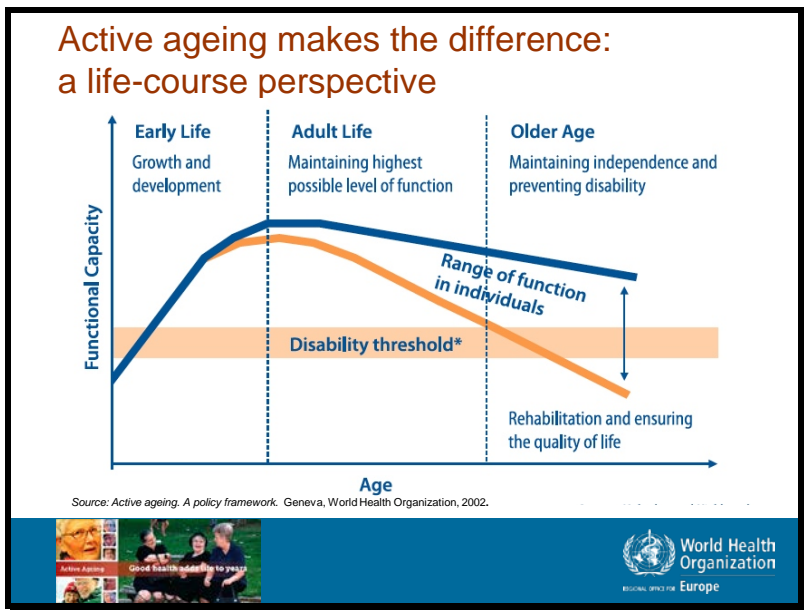 Active ageing makes the difference:
a life-course perspective
Early Life
Growth and
development
Adult Life
Maintaining highest
possible level of function
Older Age
Maintaining independence and
preventing disability
Functional Capacity
Range of function
in individuals
Disability threshold*
Rehabilitation and ensuring
the quality of life
Age
Source: Active ageing. A policy framework. Geneva, World Health Organization, 2002.
Active Ageing
Good health adds life to years
World Health
Organization
REGIONAL OFFICE FOR Europe